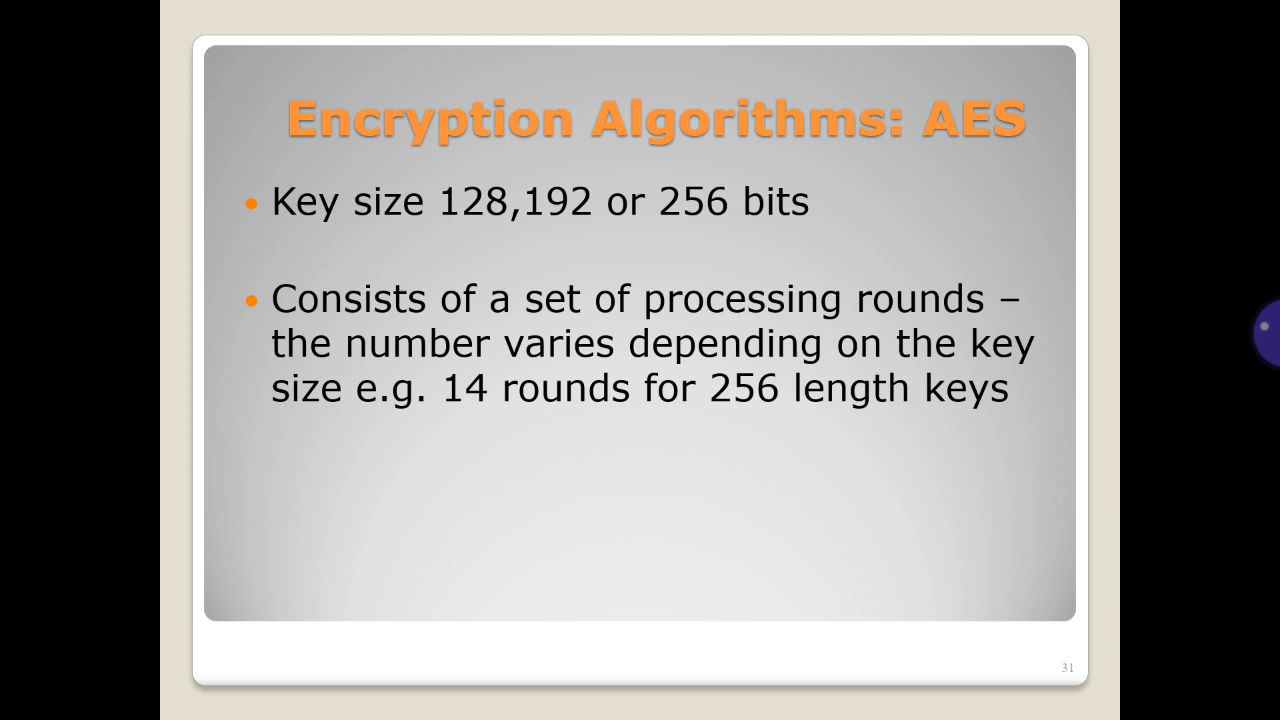 Encryption Algorithms: AES
Key size 128,192 or 256 bits
Consists of a set of processing rounds –
the number varies depending on the key
size e.g. 14 rounds for 256 length keys
31